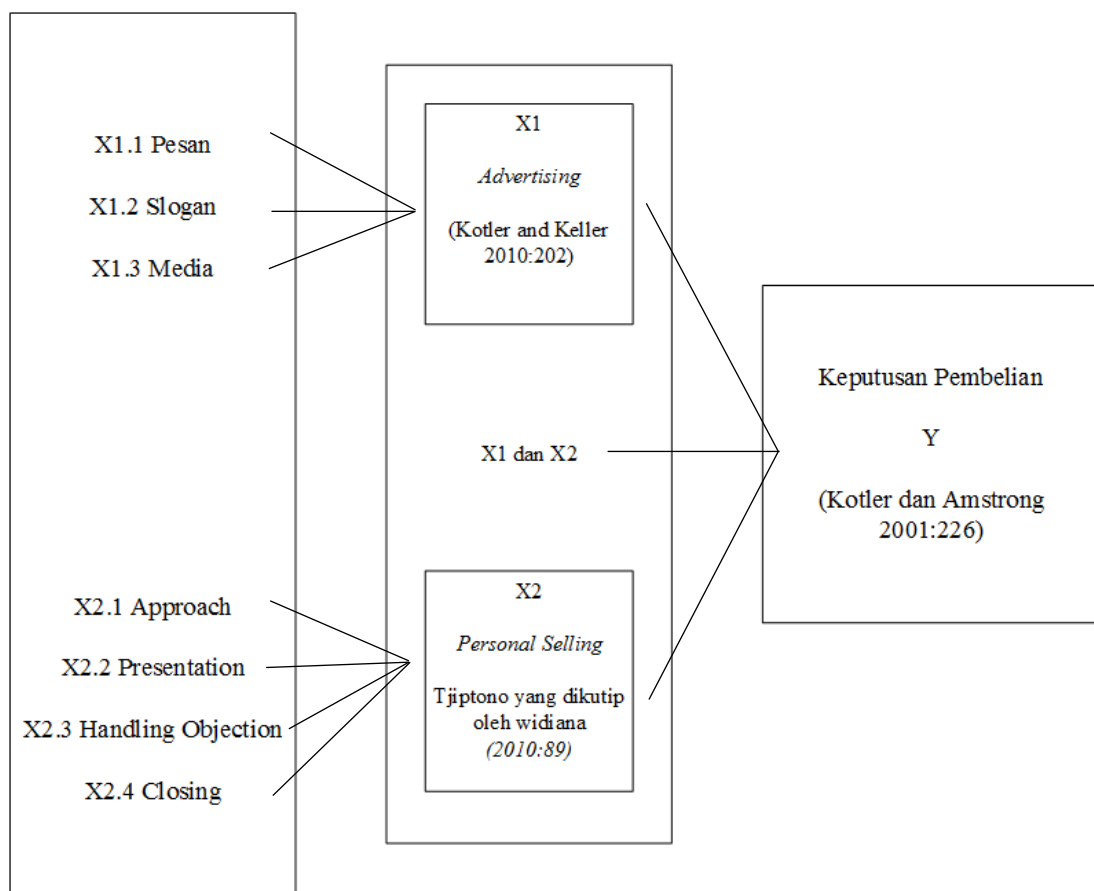 X1.1 Pesan
X1.2 Slogan
X1.3 Media
X2.1 Approach
X2.2 Presentation
X2.3 Handling Objection
X2.4 Closing
X1
Advertising
(Kotler and Keller
2010:202)
X1 dan X2
X2
Personal Selling
Tjiptono yang dikutip
oleh widiana
(2010:89)
Keputusan Pembelian
Y
(Kotler dan Amstrong
2001:226)